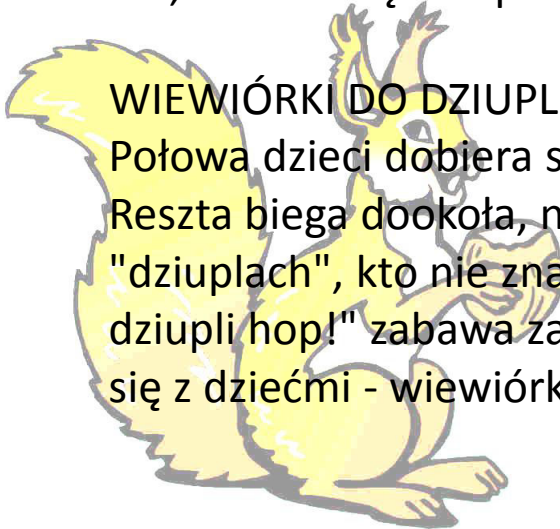 WIEWIÓRKI DO DZIUPL
Połowa dzieci dobiera s
Reszta biega dookoła, n
"dziuplach", kto nie zna
dziupli hop!" zabawa za
się z dziećmi - wiewiórk